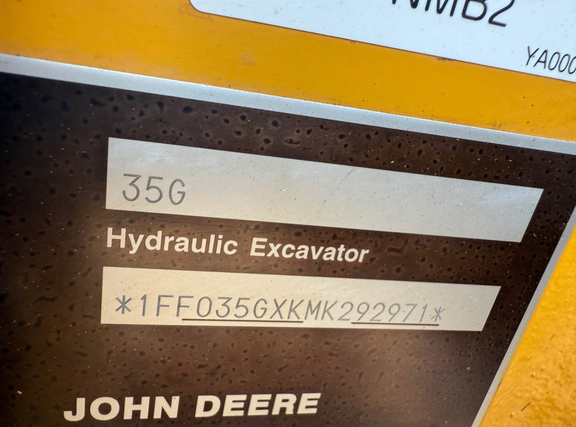 NMB2
YA000
35G
Hydraulic Excavator
*1FF035GXKMK292971*
JOHN DEERE